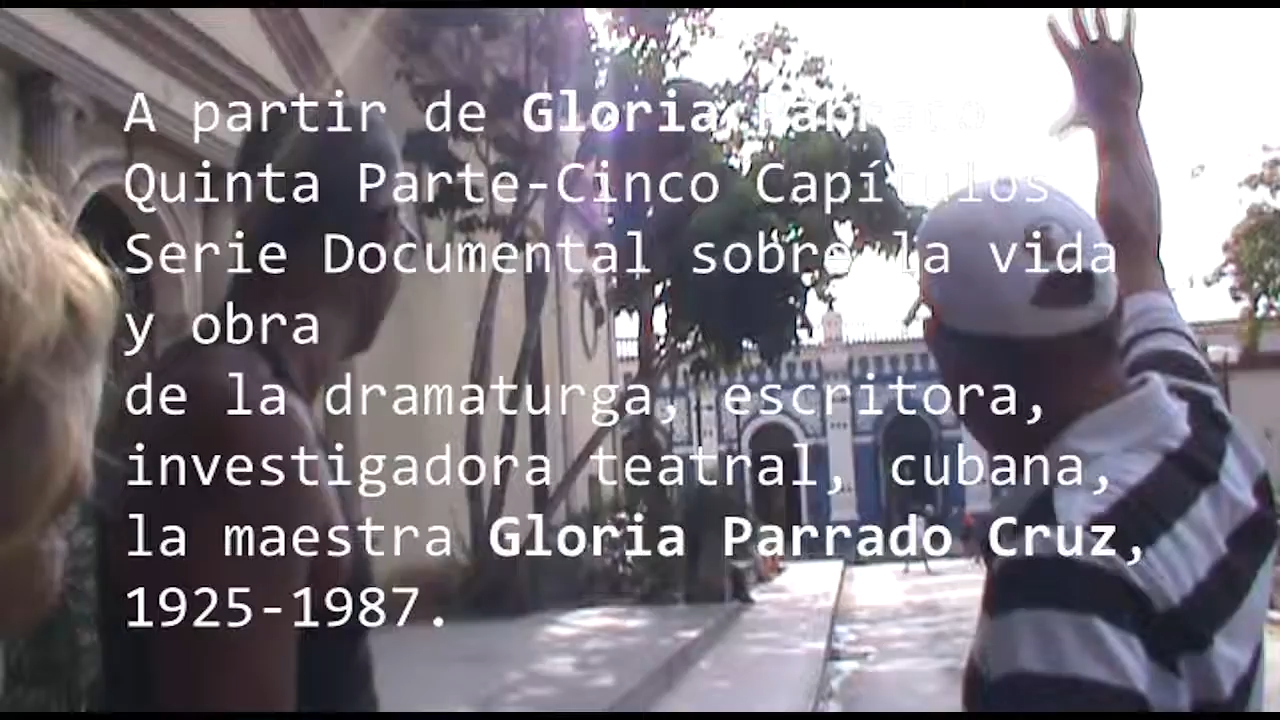 A partir de Gloria Parrado
Quinta Parte-Cinco Capítulos.
Serie Documental sobre la vida
y obra
de la dramaturga, escritora,
investigadora teatral, cubana,
la maestra Gloria Parrado Cruz,
1925-1987.